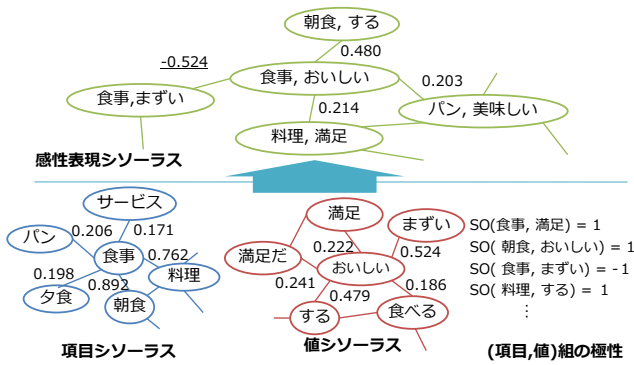 朝食, する
0.480
-0.524
食事, おいしい
0.203
食事,まずい
0.214
パン, 美味しい
料理, 満足
感性表現シソーラス
サービス
パン
0.206
0.171
食事
0.762
料理
0.198
0.892
夕食
朝食
項目シソーラス
満足
まずい
満足だ
0.222
0.524
おいしい
0.241
0.479
0.186
する
食べる
値シソーラス
SO(食事, 満足) = 1
SO( 朝食, おいしい) = 1
SO( 食事, まずい) = -1
SO( 料理, する) = 1
⋮
(項目,値)組の極性